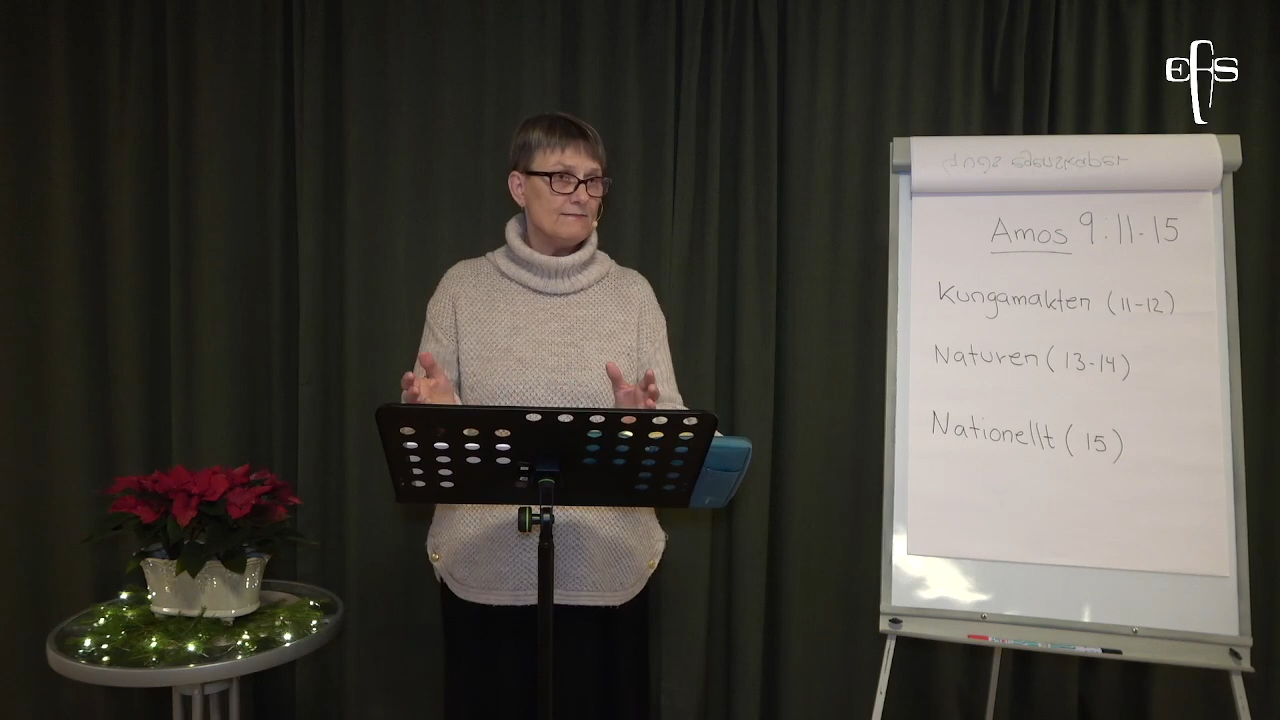 EFS
Amos 9:11-15
Kungamakten (11-12)
Naturen (13-14)
Nationellt (15)